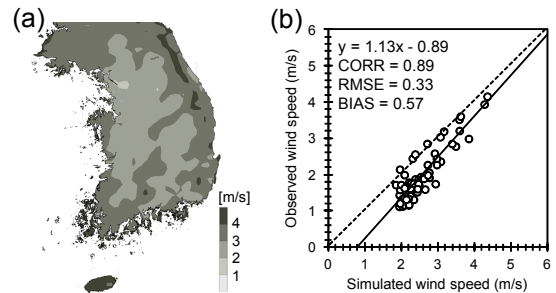 (a)
[m/s]
4
3
2
1
(b)
y = 1.13x - 0.89
CORR = 0.89
RMSE = 0.33
BIAS = 0.57
Observed wind speed (m/s)
6
5
4
3
2
1
0
0 1 2 3 4 5 6
Simulated wind speed (m/s)